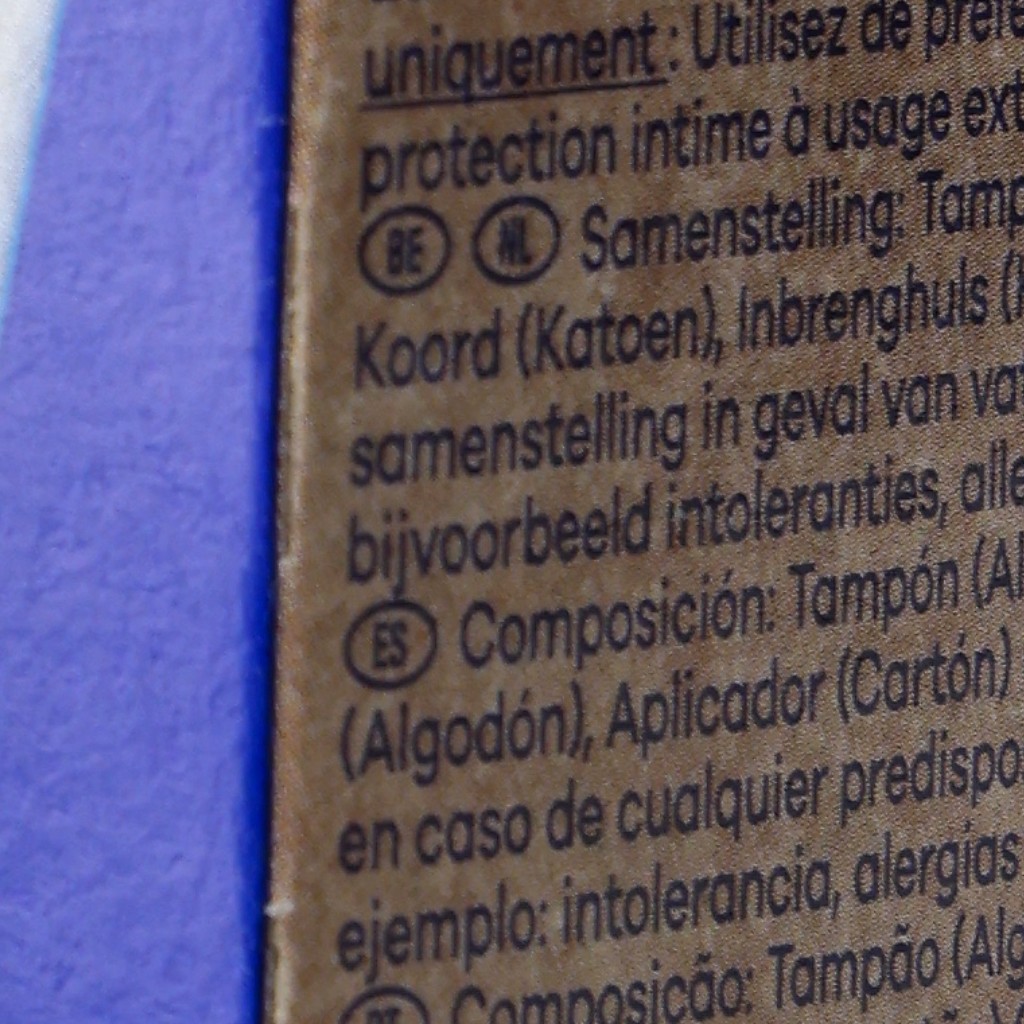 uniquement : Utilisez de
protection intime à usage
BE NL Samenstelling:
Koord (Katoen), Inbrenghuls
samenstelling in geval van
bijvoorbeeld intoleranties,
ES Composición: Tampón
(Algodón), Aplicador (Cartón)
en caso de cualquier
ejemplo: intolerancia, alergias
PT Composição: Tampão